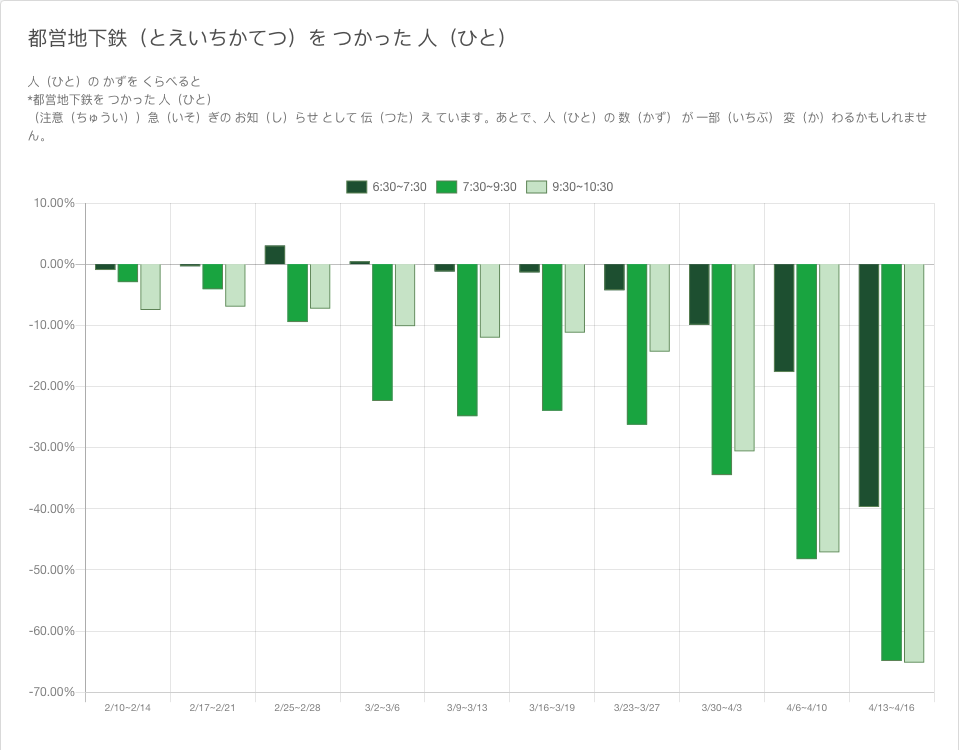 都営地下鉄（とえいちかてつ）を つかった 人（ひと）
人（ひと）の かずを くらべると
*都営地下鉄を つかった 人（ひと）
（注意（ちゅうい））急（いそ）ぎの お知（し）らせ として 伝（つた）え ています。あとで、人（ひと）の 数（かず） が 一部（いちぶ） 変（か）わるかもしれませ
ん。
6:30~7:30 7:30~9:30 9:30~10:30
10.00%
0.00%
-10.00%
-20.00%
-30.00%
-40.00%
-50.00%
-60.00%
-70.00%
2/10~2/14 2/17~2/21 2/25~2/28 3/2~3/6 3/9~3/13 3/16~3/19 3/23~3/27 3/30~4/3 4/6~4/10 4/13~4/16